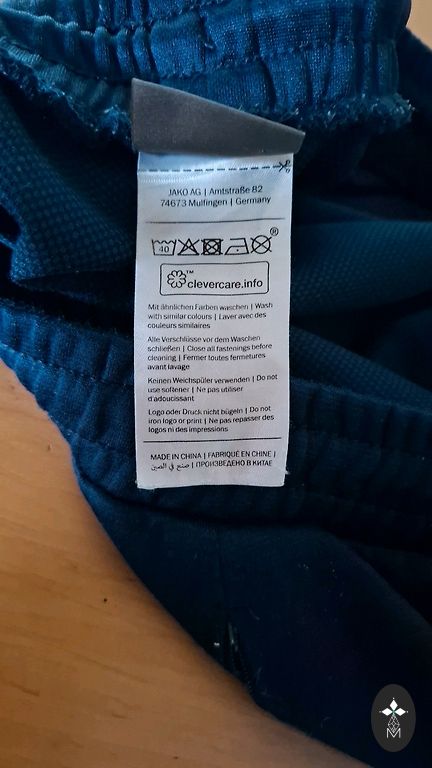 JAKO AG | Amtstraße 82
74673 Mulfingen | Germany
40
®
™
clevercare.info
Mit ähnlichen Farben waschen | Wash
with similar colours | Laver avec des
couleurs similaires
Alle Verschlüsse vor dem Waschen
schließen | Close all fastenings before
cleaning | Fermer toutes fermetures
avant lavage
Keinen Weichspüler verwenden | Do not
use softener | Ne pas utiliser
d'adoucissant
Logo oder Druck nicht bügeln | Do not
iron logo or print | Ne pas repasser des
logos ni des impressions
MADE IN CHINA | FABRIQUÉ EN CHINE |
صنع في الصين | ПРОИЗВЕДЕНО В КИТАЕ
M